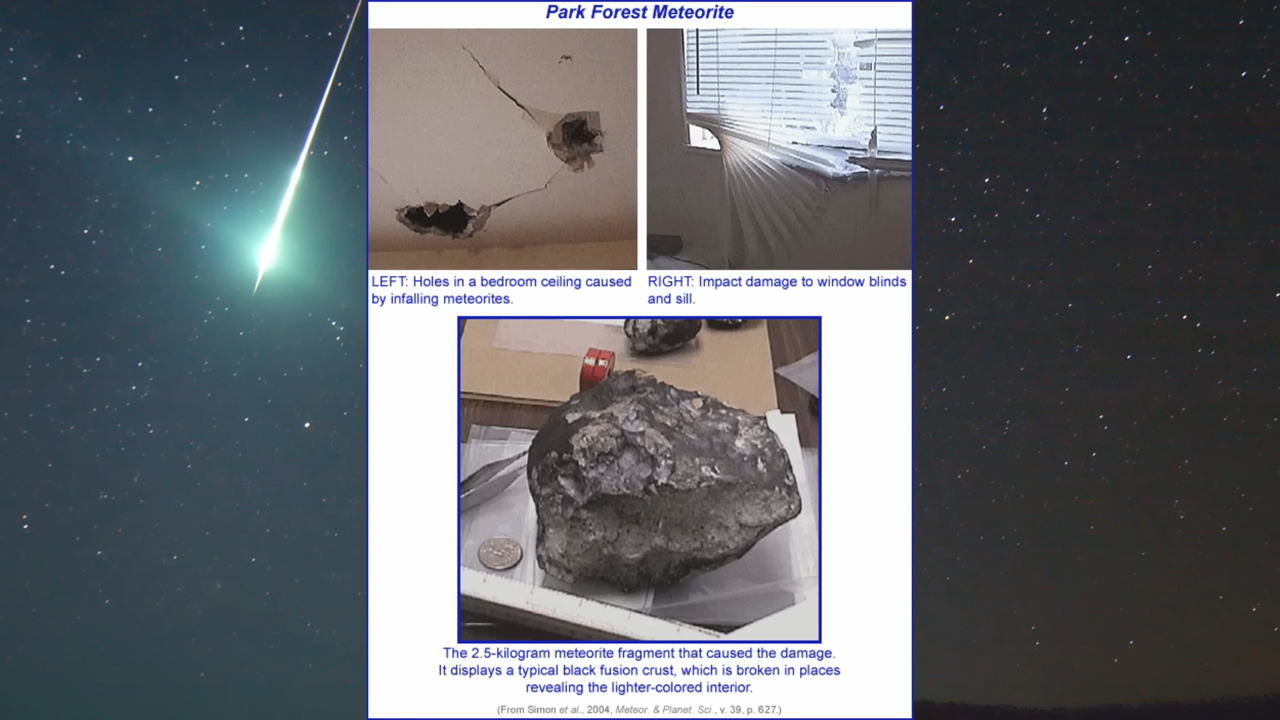 Park Forest Meteorite
LEFT: Holes in a bedroom ceiling caused
by infalling meteorites.
RIGHT: Impact damage to window blinds
and sill.
The 2.5-kilogram meteorite fragment that caused the damage.
It displays a typical black fusion crust, which is broken in places
revealing the lighter-colored interior.
(From Simon et al., 2004, Meteor. & Planet. Sci., v. 39, p. 627.)